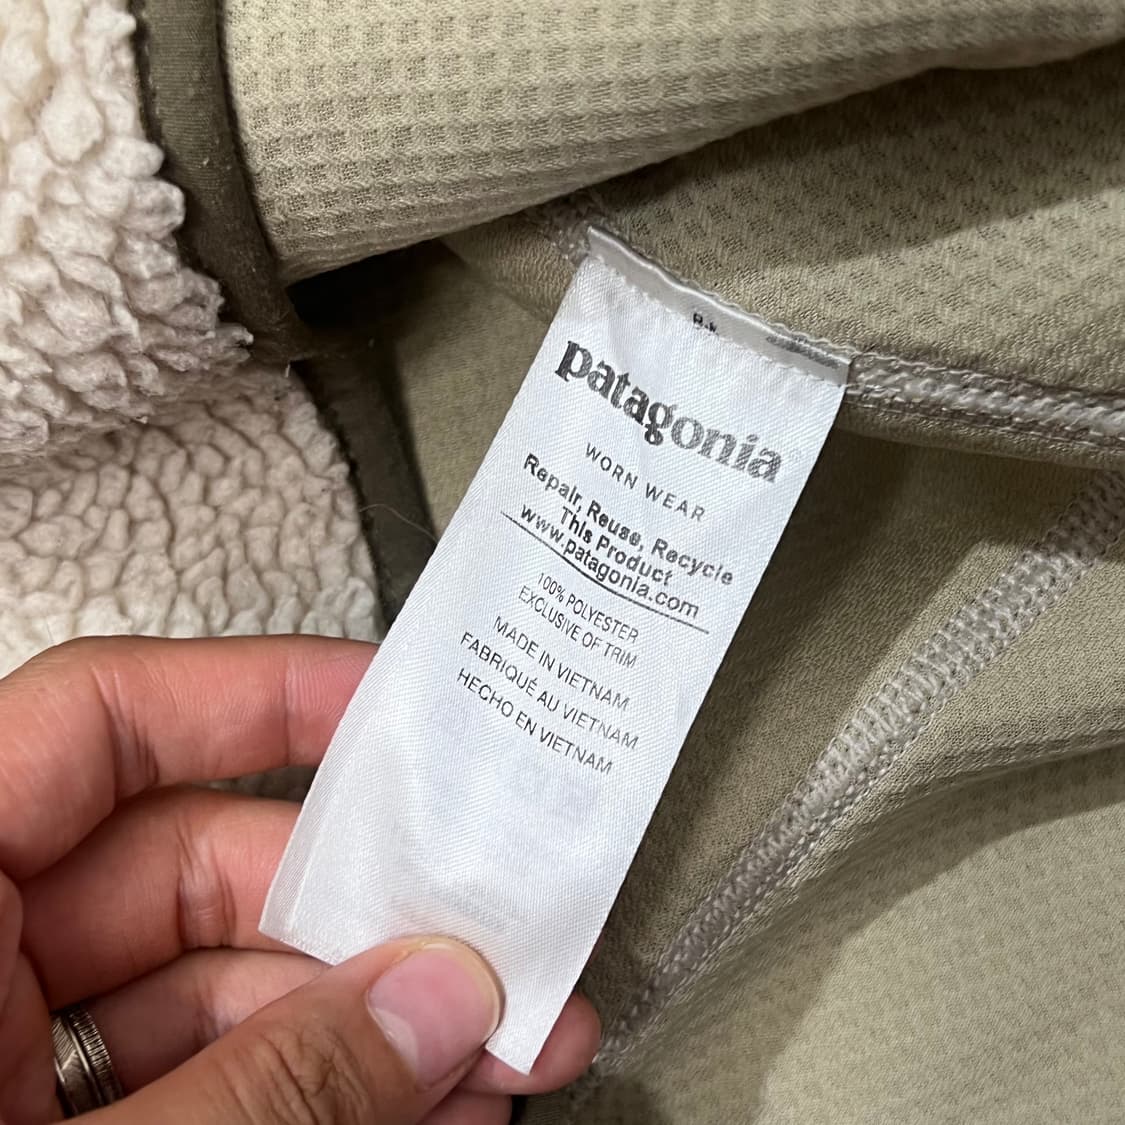 patagonia
WORN WEAR
Repair, Reuse, Recycle
This Product
www.patagonia.com
100% POLYESTER
EXCLUSIVE OF TRIM
MADE IN VIETNAM
FABRIQUÉ AU VIETNAM
HECHO EN VIETNAM